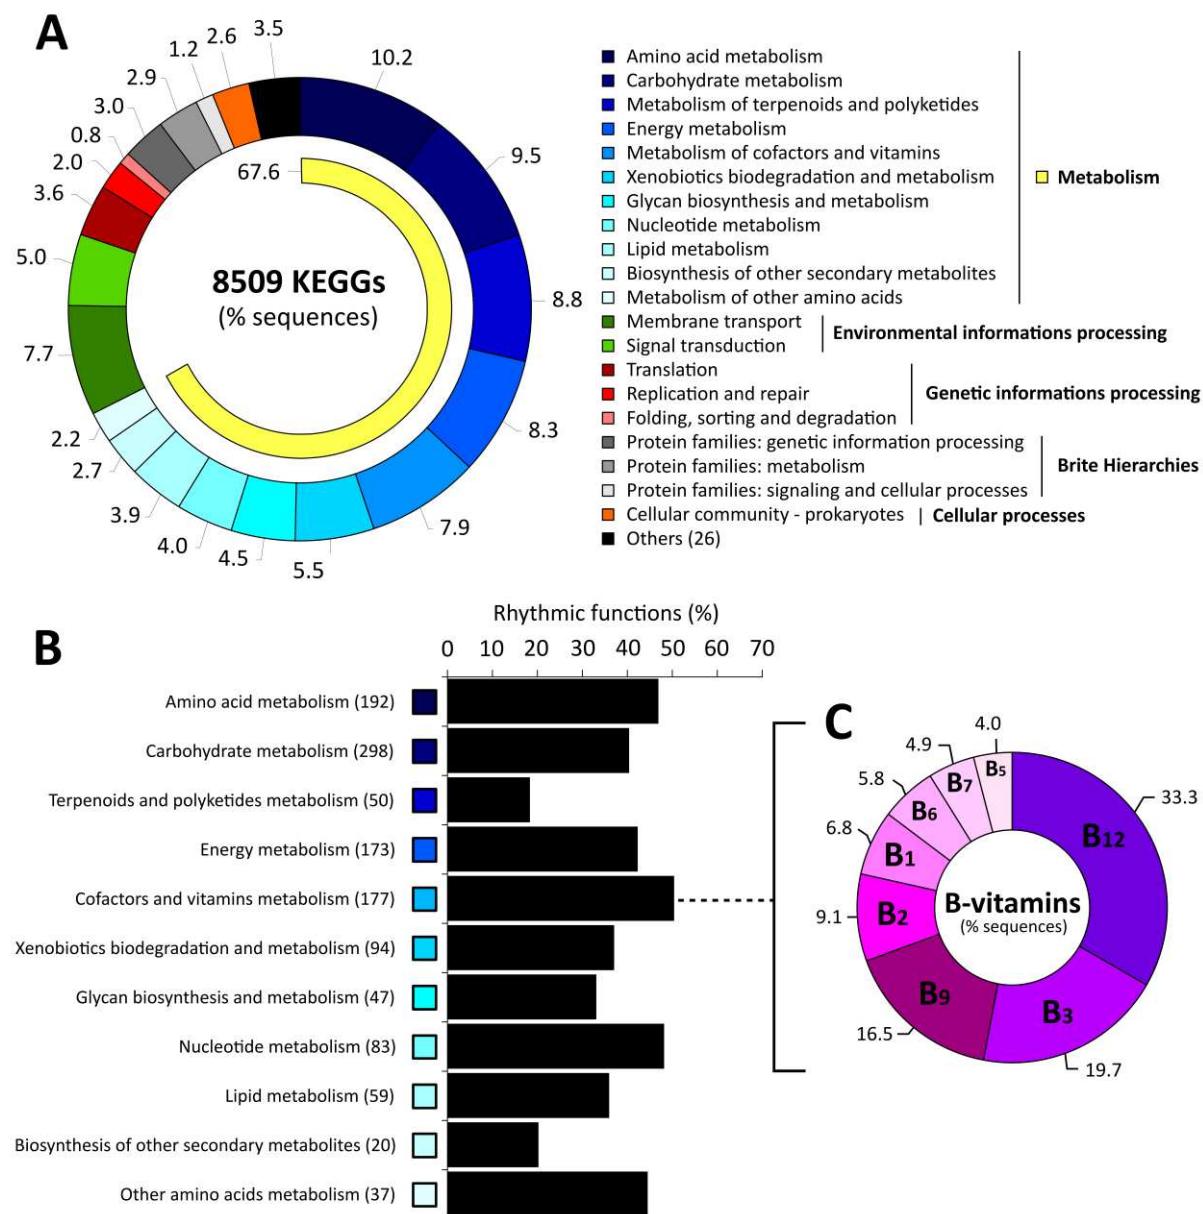 A
10.2
9.5
8.8
8.3
7.9
5.5
4.5
4.0
3.9
2.7
2.2
7.7
5.0
3.6
2.0
0.8
3.0
2.9
1.2
2.6
3.5
67.6
8509 KEGGs
(% sequences)
Amino acid metabolism
Carbohydrate metabolism
Metabolism of terpenoids and polyketides
Energy metabolism
Metabolism of cofactors and vitamins
Xenobiotics biodegradation and metabolism
Glycan biosynthesis and metabolism
Nucleotide metabolism
Lipid metabolism
Biosynthesis of other secondary metabolites
Metabolism of other amino acids
Metabolism
Membrane transport
Signal transduction
Environmental informations processing
Translation
Replication and repair
Folding, sorting and degradation
Genetic informations processing
Protein families: genetic information processing
Protein families: metabolism
Protein families: signaling and cellular processes
Brite Hierarchies
Cellular community - prokaryotes
Cellular processes
Others (26)
B
Rhythmic functions (%)
0 10 20 30 40 50 60 70
Amino acid metabolism (192)
Carbohydrate metabolism (298)
Terpenoids and polyketides metabolism (50)
Energy metabolism (173)
Cofactors and vitamins metabolism (177)
Xenobiotics biodegradation and metabolism (94)
Glycan biosynthesis and metabolism (47)
Nucleotide metabolism (83)
Lipid metabolism (59)
Biosynthesis of other secondary metabolites (20)
Other amino acids metabolism (37)
C
B-vitamins
(% sequences)
B12
33.3
B3
19.7
B9
16.5
B2
9.1
B1
6.8
B6
5.8
B7
4.9
B5
4.0